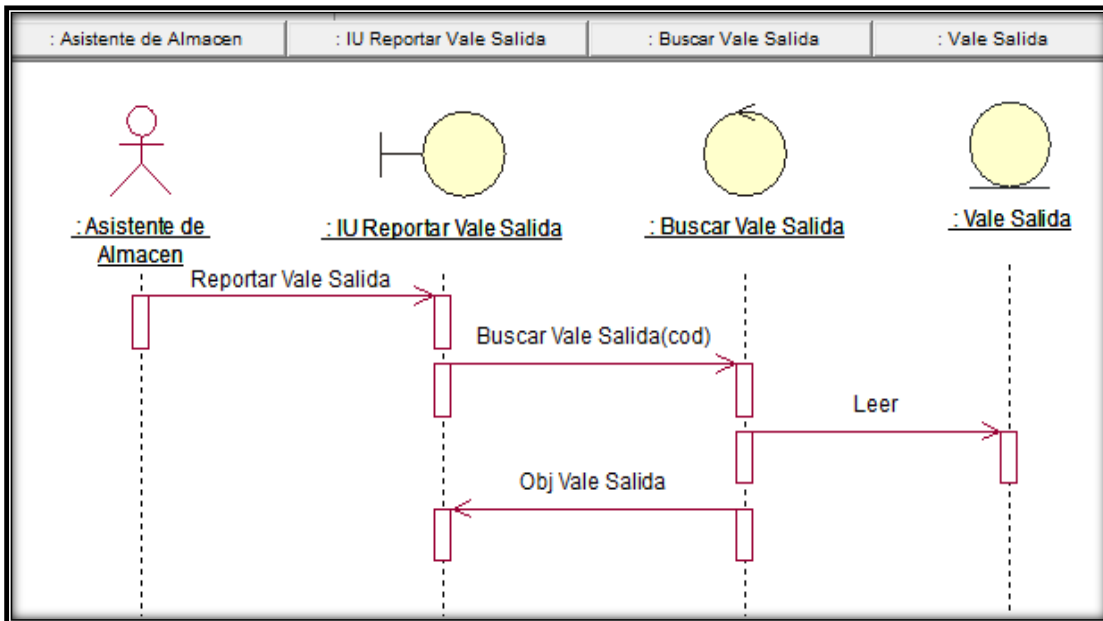 : Asistente de Almacen
: IU Reportar Vale Salida
: Buscar Vale Salida
: Vale Salida
: Asistente de
Almacen
: IU Reportar Vale Salida
: Buscar Vale Salida
: Vale Salida
Reportar Vale Salida
Buscar Vale Salida(cod)
Leer
Obj Vale Salida